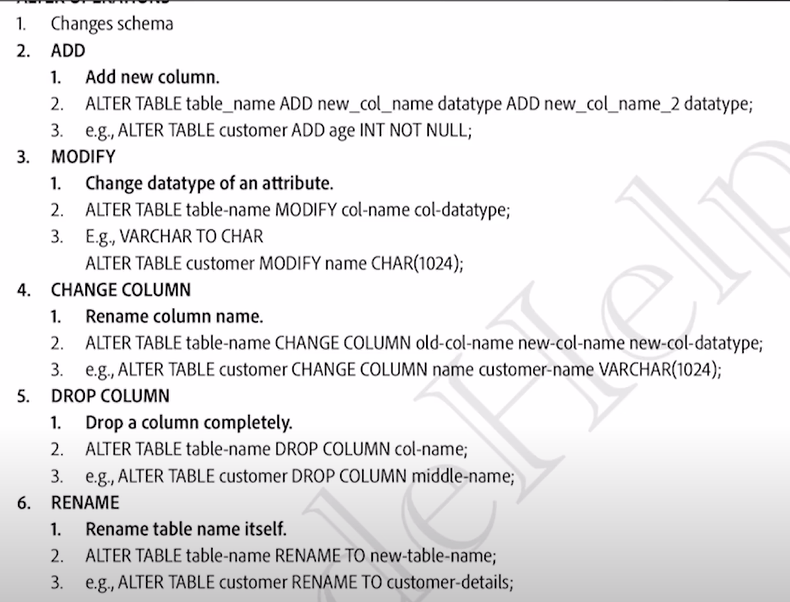 ALTER OPERATIONS
1. Changes schema
2. ADD
1. Add new column.
2. ALTER TABLE table_name ADD new_col_name datatype ADD new_col_name_2 datatype;
3. e.g., ALTER TABLE customer ADD age INT NOT NULL;
3. MODIFY
1. Change datatype of an attribute.
2. ALTER TABLE table-name MODIFY col-name col-datatype;
3. E.g., VARCHAR TO CHAR
ALTER TABLE customer MODIFY name CHAR(1024);
4. CHANGE COLUMN
1. Rename column name.
2. ALTER TABLE table-name CHANGE COLUMN old-col-name new-col-name new-col-datatype;
3. e.g., ALTER TABLE customer CHANGE COLUMN name customer-name VARCHAR(1024);
5. DROP COLUMN
1. Drop a column completely.
2. ALTER TABLE table-name DROP COLUMN col-name;
3. e.g., ALTER TABLE customer DROP COLUMN middle-name;
6. RENAME
1. Rename table name itself.
2. ALTER TABLE table-name RENAME TO new-table-name;
3. e.g., ALTER TABLE customer RENAME TO customer-details;
deHelp